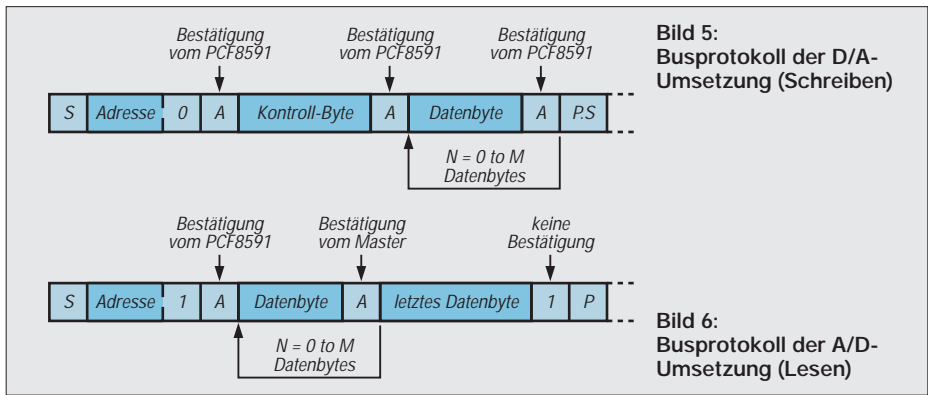 Bestätigung vom PCF8591
Bestätigung vom PCF8591
Bestätigung vom PCF8591
S Adresse 0 A Kontroll-Byte A Datenbyte A P.S
N = 0 to M
Datenbytes
Bild 5:
Busprotokoll der D/A-
Umsetzung (Schreiben)
Bestätigung vom PCF8591
Bestätigung vom Master
keine Bestätigung
S Adresse 1 A Datenbyte A letztes Datenbyte 1 P
N = 0 to M
Datenbytes
Bild 6:
Busprotokoll der A/D-
Umsetzung (Lesen)